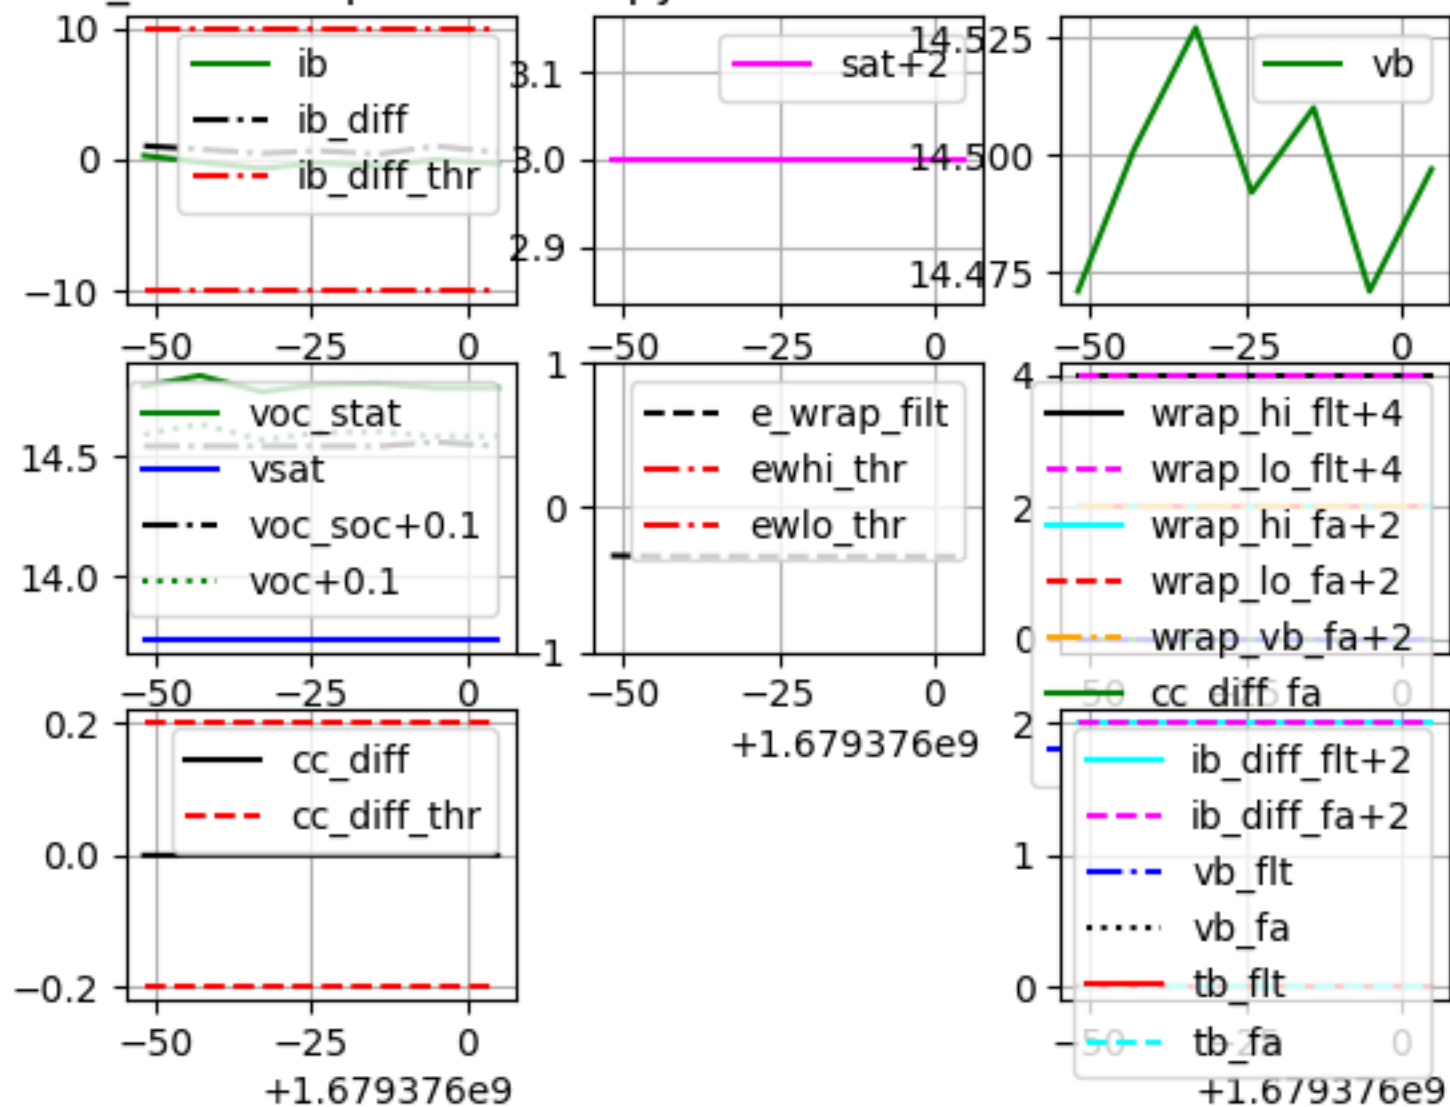 10
0
−10
ib
ib_diff
ib_diff_thr
−50
−25
0
3.1
3.0
2.9
sat+2
−50
−25
0
14.525
14.500
14.475
vb
−50
−25
0
14.5
14.0
voc_stat
vsat
voc_soc+0.1
voc+0.1
−50
−25
0
1
0
−1
e_wrap_filt
ewhi_thr
ewlo_thr
−50
−25
0
+1.679376e9
4
2
0
wrap_hi_flt+4
wrap_lo_flt+4
wrap_hi_fa+2
wrap_lo_fa+2
wrap_vb_fa+2
cc_diff_fa
−50
−25
0
0.2
0.0
−0.2
cc_diff
cc_diff_thr
−50
−25
0
+1.679376e9
2
1
0
ib_diff_flt+2
ib_diff_fa+2
vb_flt
vb_fa
tb_flt
tb_fa
−50
−25
0
+1.679376e9